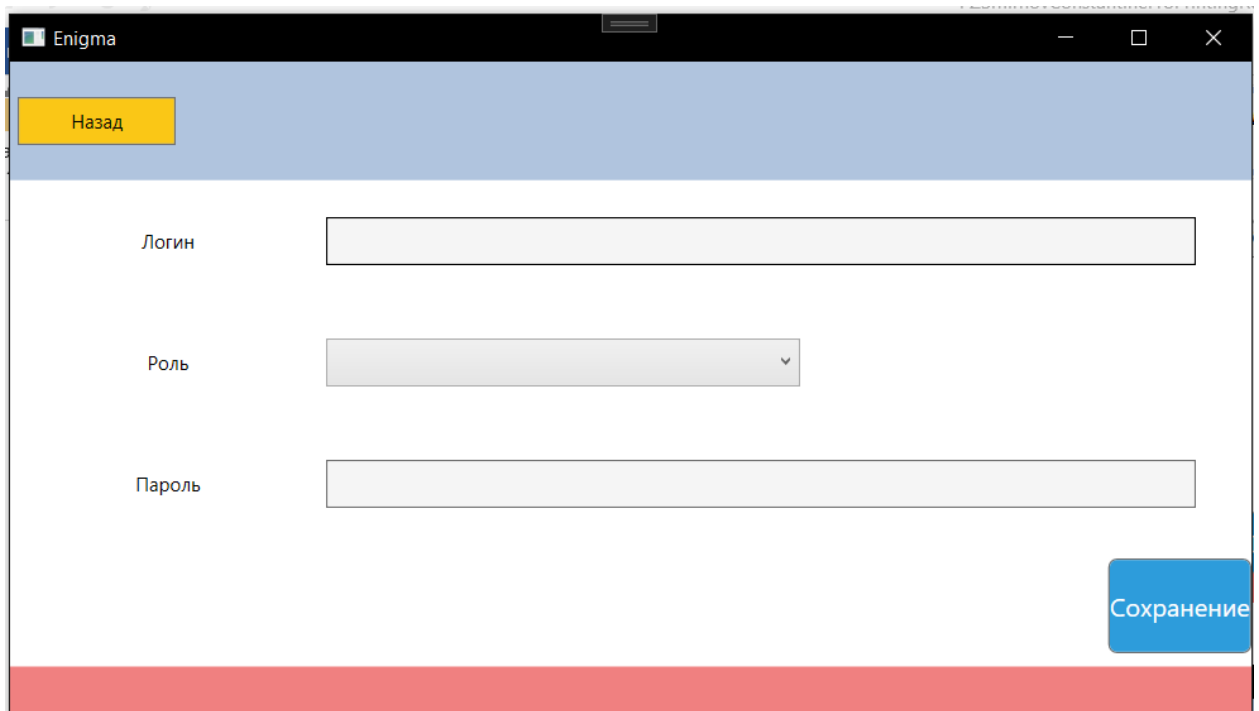 Enigma
Назад
Логин
Роль
Пароль
Сохранение